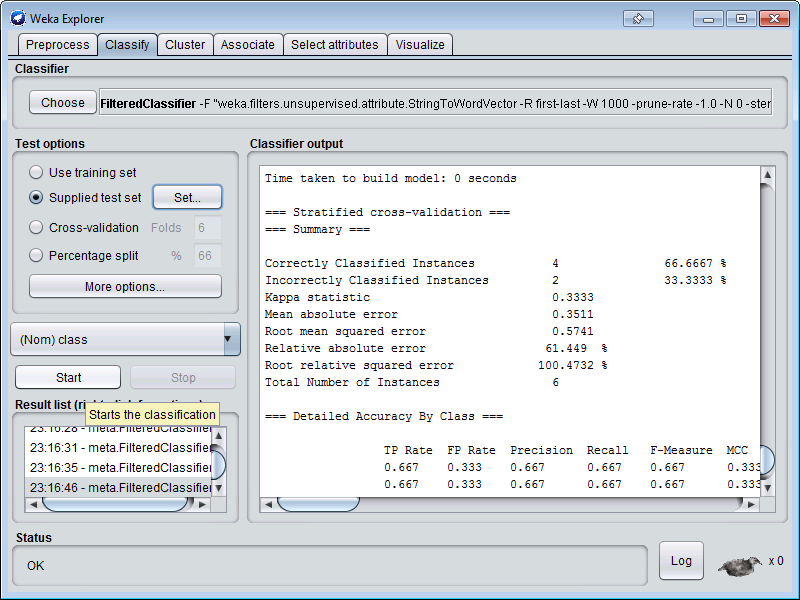 Weka Explorer
Preprocess Classify Cluster Associate Select attributes Visualize
Classifier
Choose FilteredClassifier -F "weka.filters.unsupervised.attribute.StringToWordVector -R first-last -W 1000 -prune-rate -1.0 -N 0 -ster
Test options
Use training set
Supplied test set Set...
Cross-validation Folds 6
Percentage split % 66
More options...
(Nom) class
Start Stop
Result list
Starts the classification
23:16:28 - meta.FilteredClassifier
23:16:31 - meta.FilteredClassifier
23:16:35 - meta.FilteredClassifier
23:16:46 - meta.FilteredClassifier
Classifier output
Time taken to build model: 0 seconds
=== Stratified cross-validation ===
=== Summary ===
Correctly Classified Instances 4 66.6667 %
Incorrectly Classified Instances 2 33.3333 %
Kappa statistic 0.3333
Mean absolute error 0.3511
Root mean squared error 0.5741
Relative absolute error 61.449 %
Root relative squared error 100.4732 %
Total Number of Instances 6
=== Detailed Accuracy By Class ===
TP Rate FP Rate Precision Recall F-Measure MCC
0.667 0.333 0.667 0.667 0.667 0.333
0.667 0.333 0.667 0.667 0.667 0.333
Status
OK
Log
x 0